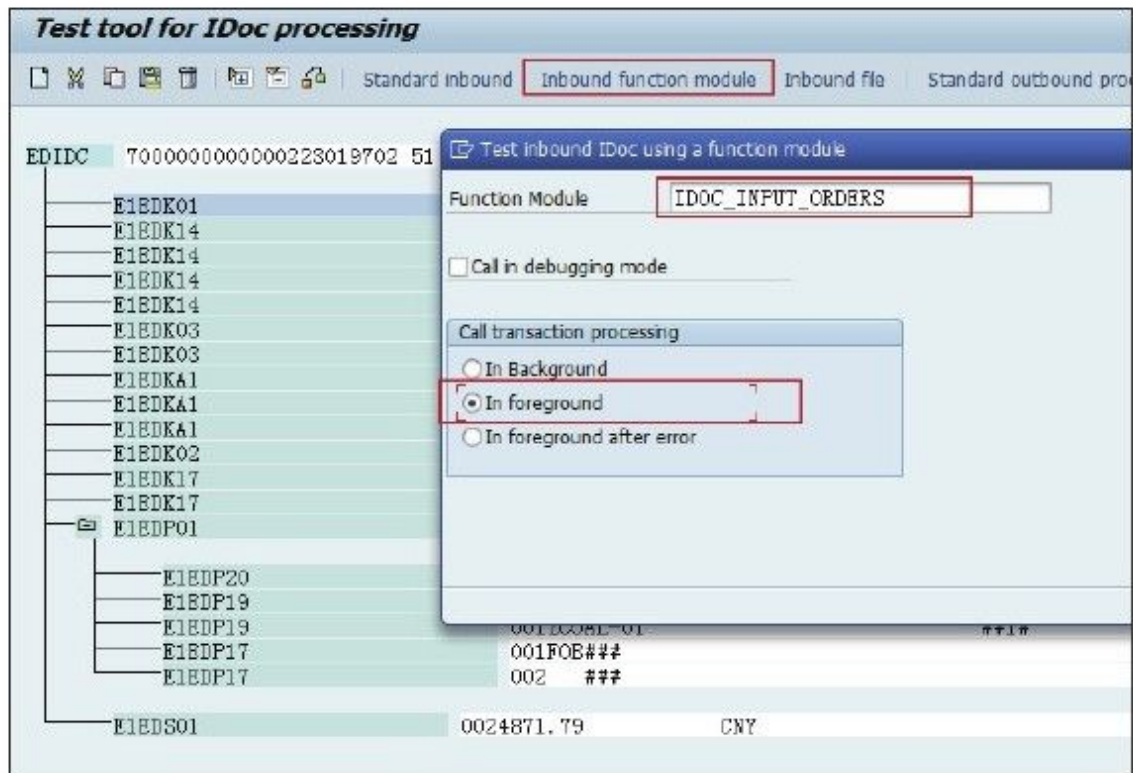 Test tool for IDoc processing
Standard inbound Inbound function module Inbound file Standard outbound pro
EDIDC 7000000000000223019702 51
Test inbound IDoc using a function module
Function Module IDOC_INPUT_ORDERS
Call in debugging mode
Call transaction processing
In Background
In foreground
In foreground after error
E1EDK01
E1EDK14
E1EDK14
E1EDK14
E1EDK14
E1EDK03
E1EDK03
E1EDKA1
E1EDKA1
E1EDKA1
E1EDK02
E1EDK17
E1EDK17
E1EDP01
E1EDP20
E1EDP19
E1EDP19 ##1#
E1EDP17 001FOB###
E1EDP17 002 ###
E1EDS01 0024871.79 CNY